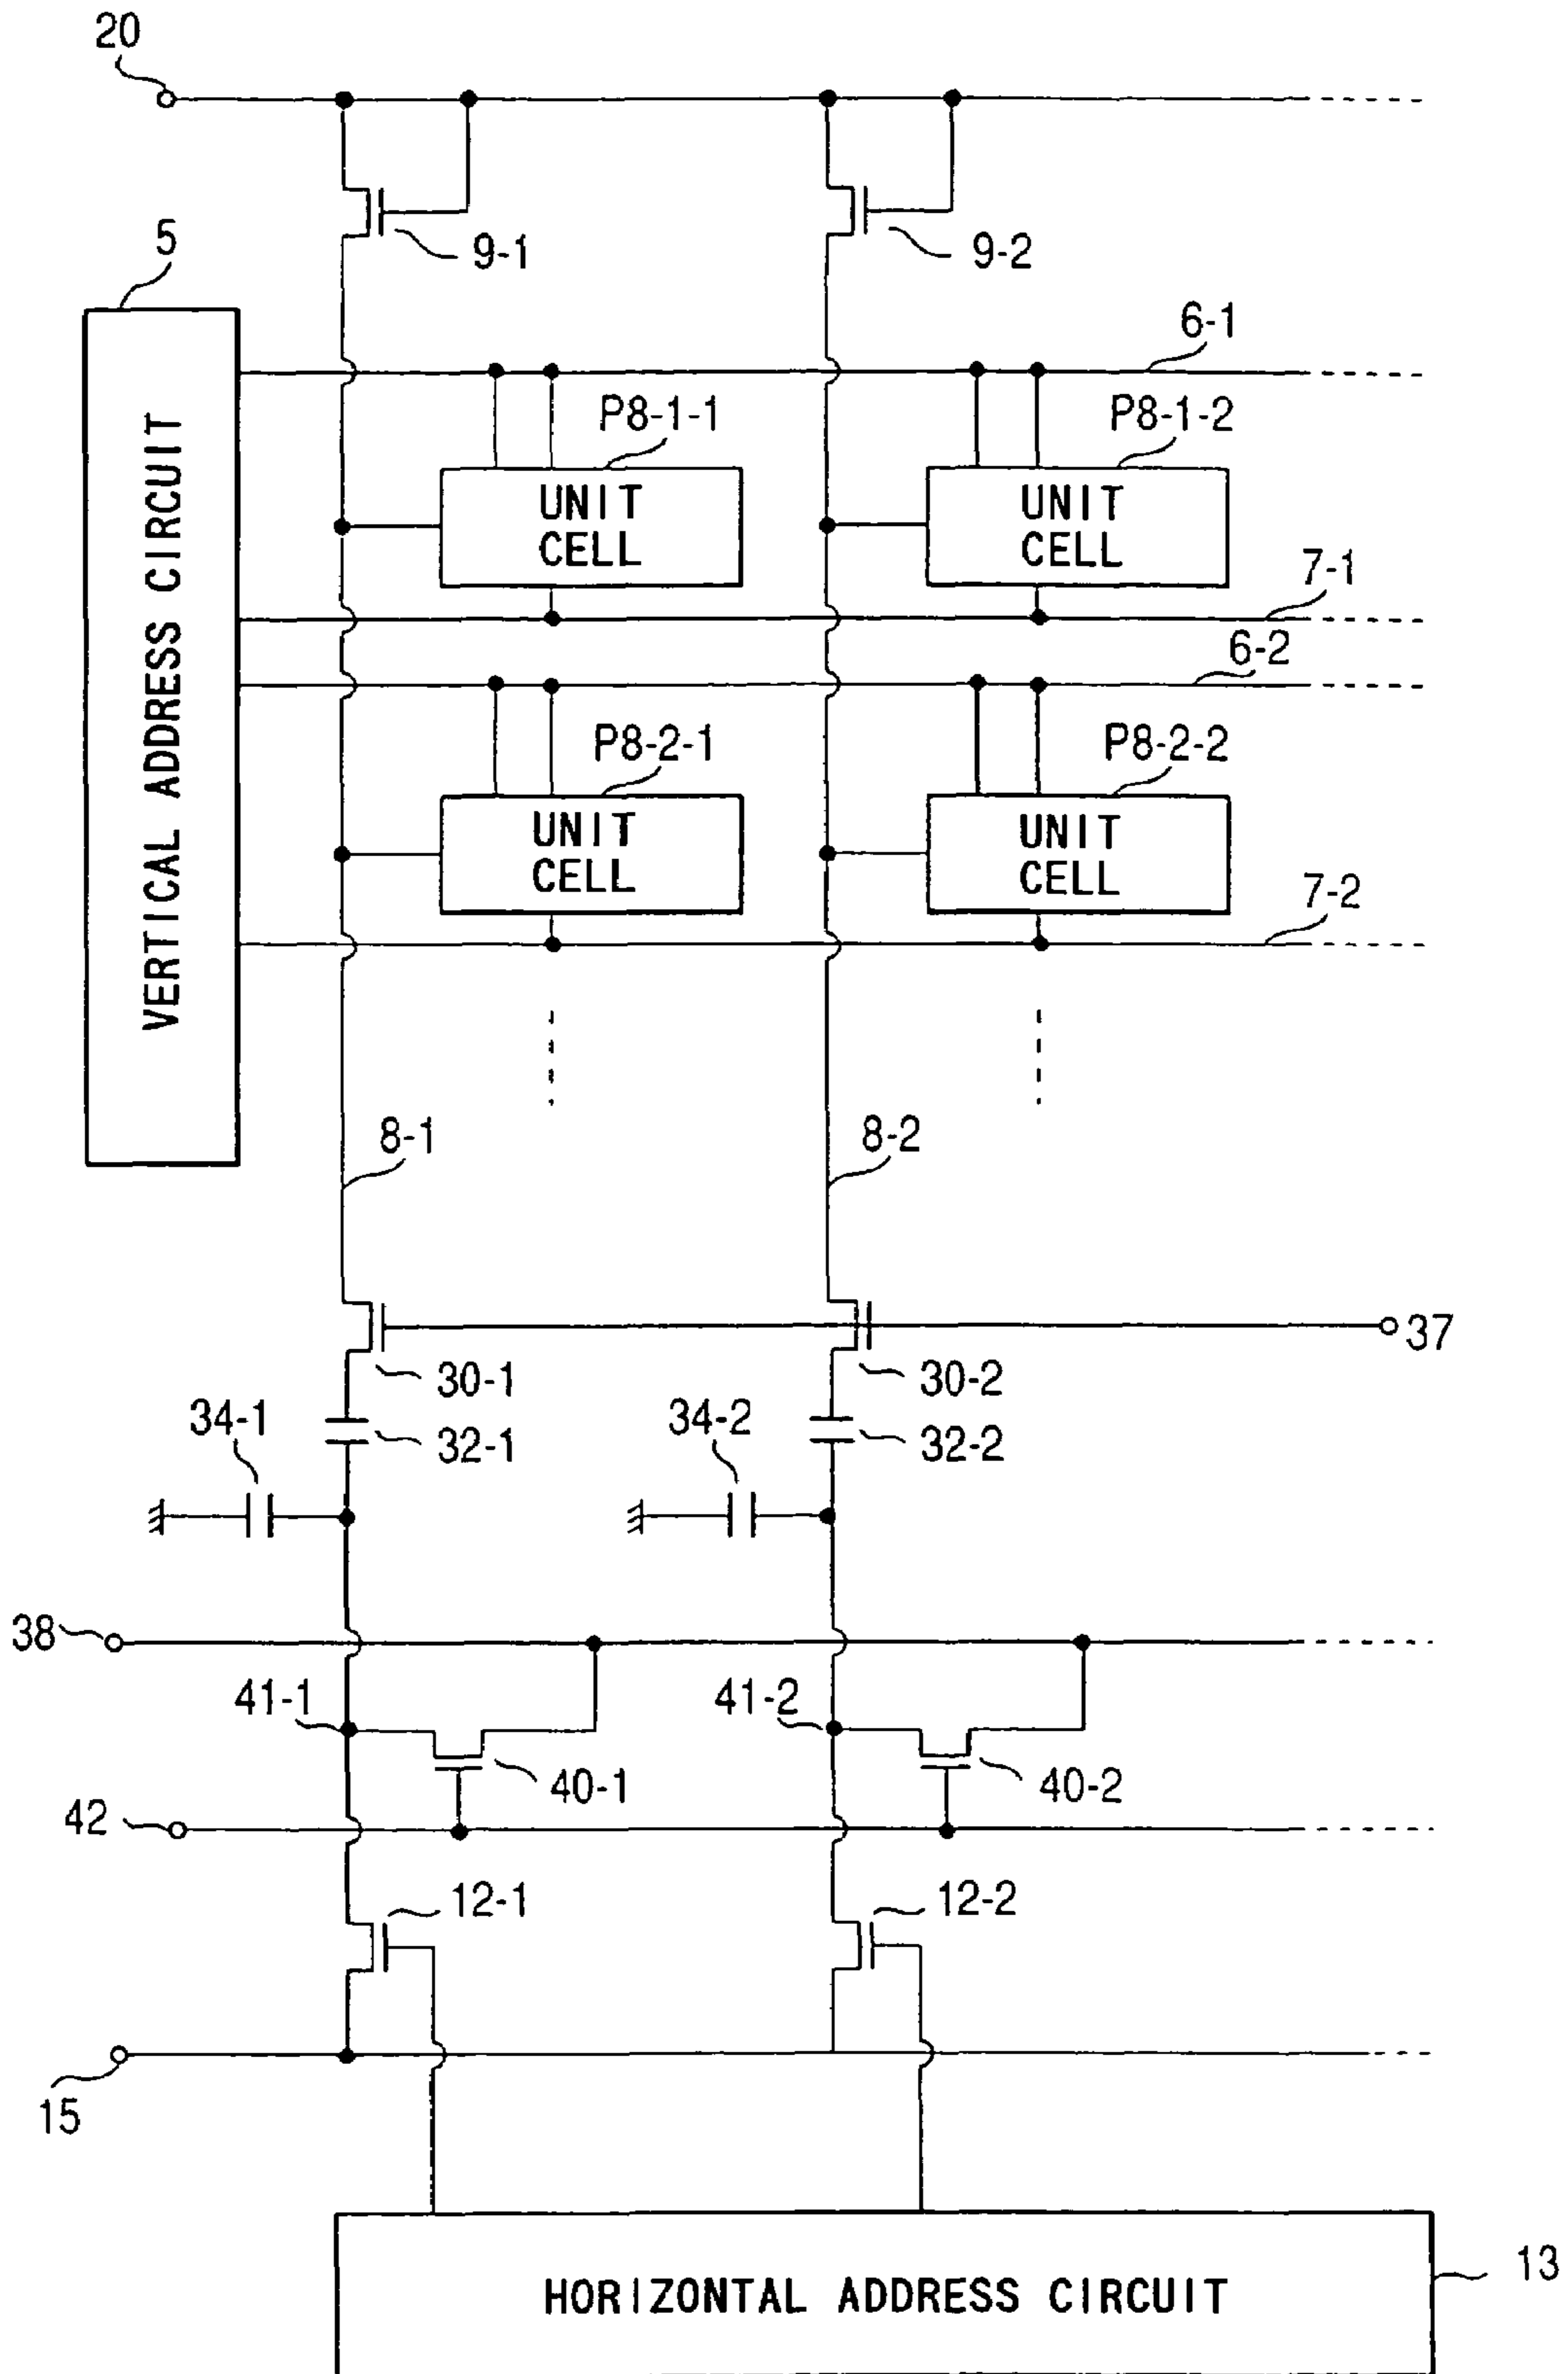 20
9-1
9-2
5
6-1
P8-1-1
P8-1-2
UNIT
CELL
UNIT
CELL
7-1
6-2
P8-2-1
P8-2-2
UNIT
CELL
UNIT
CELL
7-2
VERTICAL ADDRESS CIRCUIT
8-1
8-2
37
30-1
30-2
34-1
34-2
32-1
32-2
38
41-1
41-2
40-1
40-2
42
12-1
12-2
15
13
HORIZONTAL ADDRESS CIRCUIT